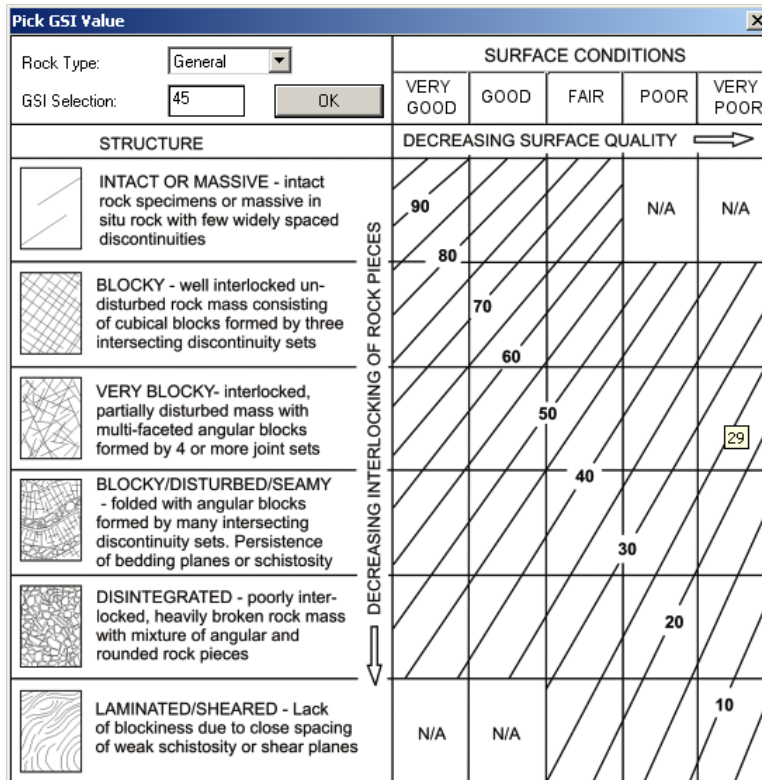 Pick GSI Value
Rock Type:
General
GSI Selection:
45
OK
SURFACE CONDITIONS
VERY
GOOD
GOOD
FAIR
POOR
VERY
POOR
STRUCTURE
DECREASING SURFACE QUALITY
DECREASING INTERLOCKING OF ROCK PIECES
INTACT OR MASSIVE - intact
rock specimens or massive in
situ rock with few widely spaced
discontinuities
90
80
N/A
N/A
BLOCKY - well interlocked un-
disturbed rock mass consisting
of cubical blocks formed by three
intersecting discontinuity sets
70
60
VERY BLOCKY- interlocked,
partially disturbed mass with
multi-faceted angular blocks
formed by 4 or more joint sets
50
29
BLOCKY/DISTURBED/SEAMY
- folded with angular blocks
formed by many intersecting
discontinuity sets. Persistence
of bedding planes or schistosity
40
30
DISINTEGRATED - poorly inter-
locked, heavily broken rock mass
with mixture of angular and
rounded rock pieces
20
LAMINATED/SHEARED - Lack
of blockiness due to close spacing
of weak schistosity or shear planes
N/A
N/A
10